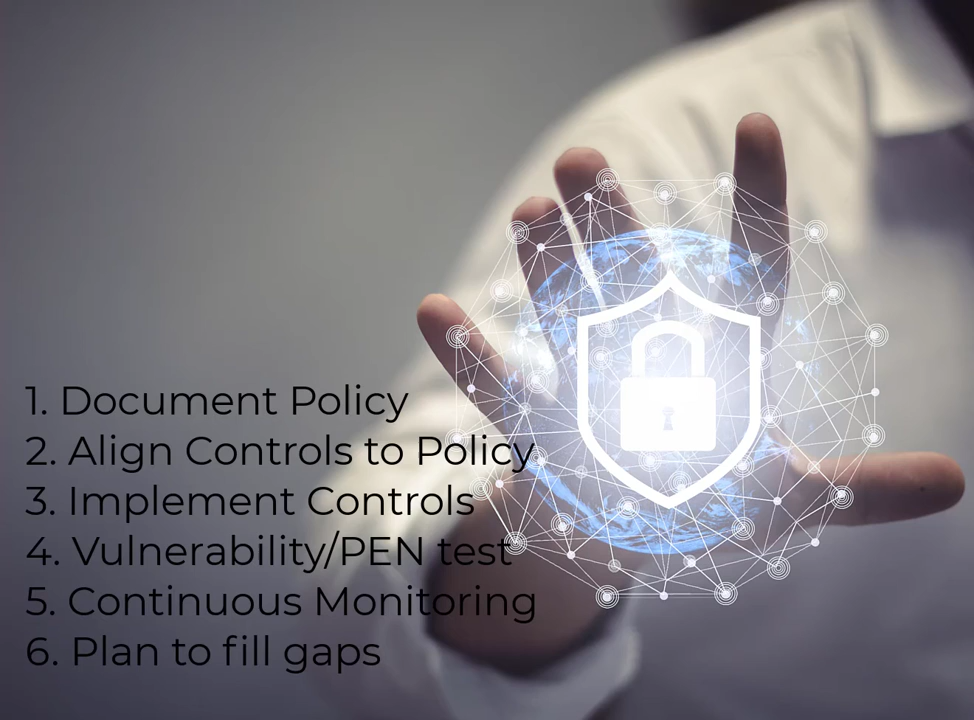 1. Document Policy
2. Align Controls to Policy
3. Implement Controls
4. Vulnerability/PEN test
5. Continuous Monitoring
6. Plan to fill gaps